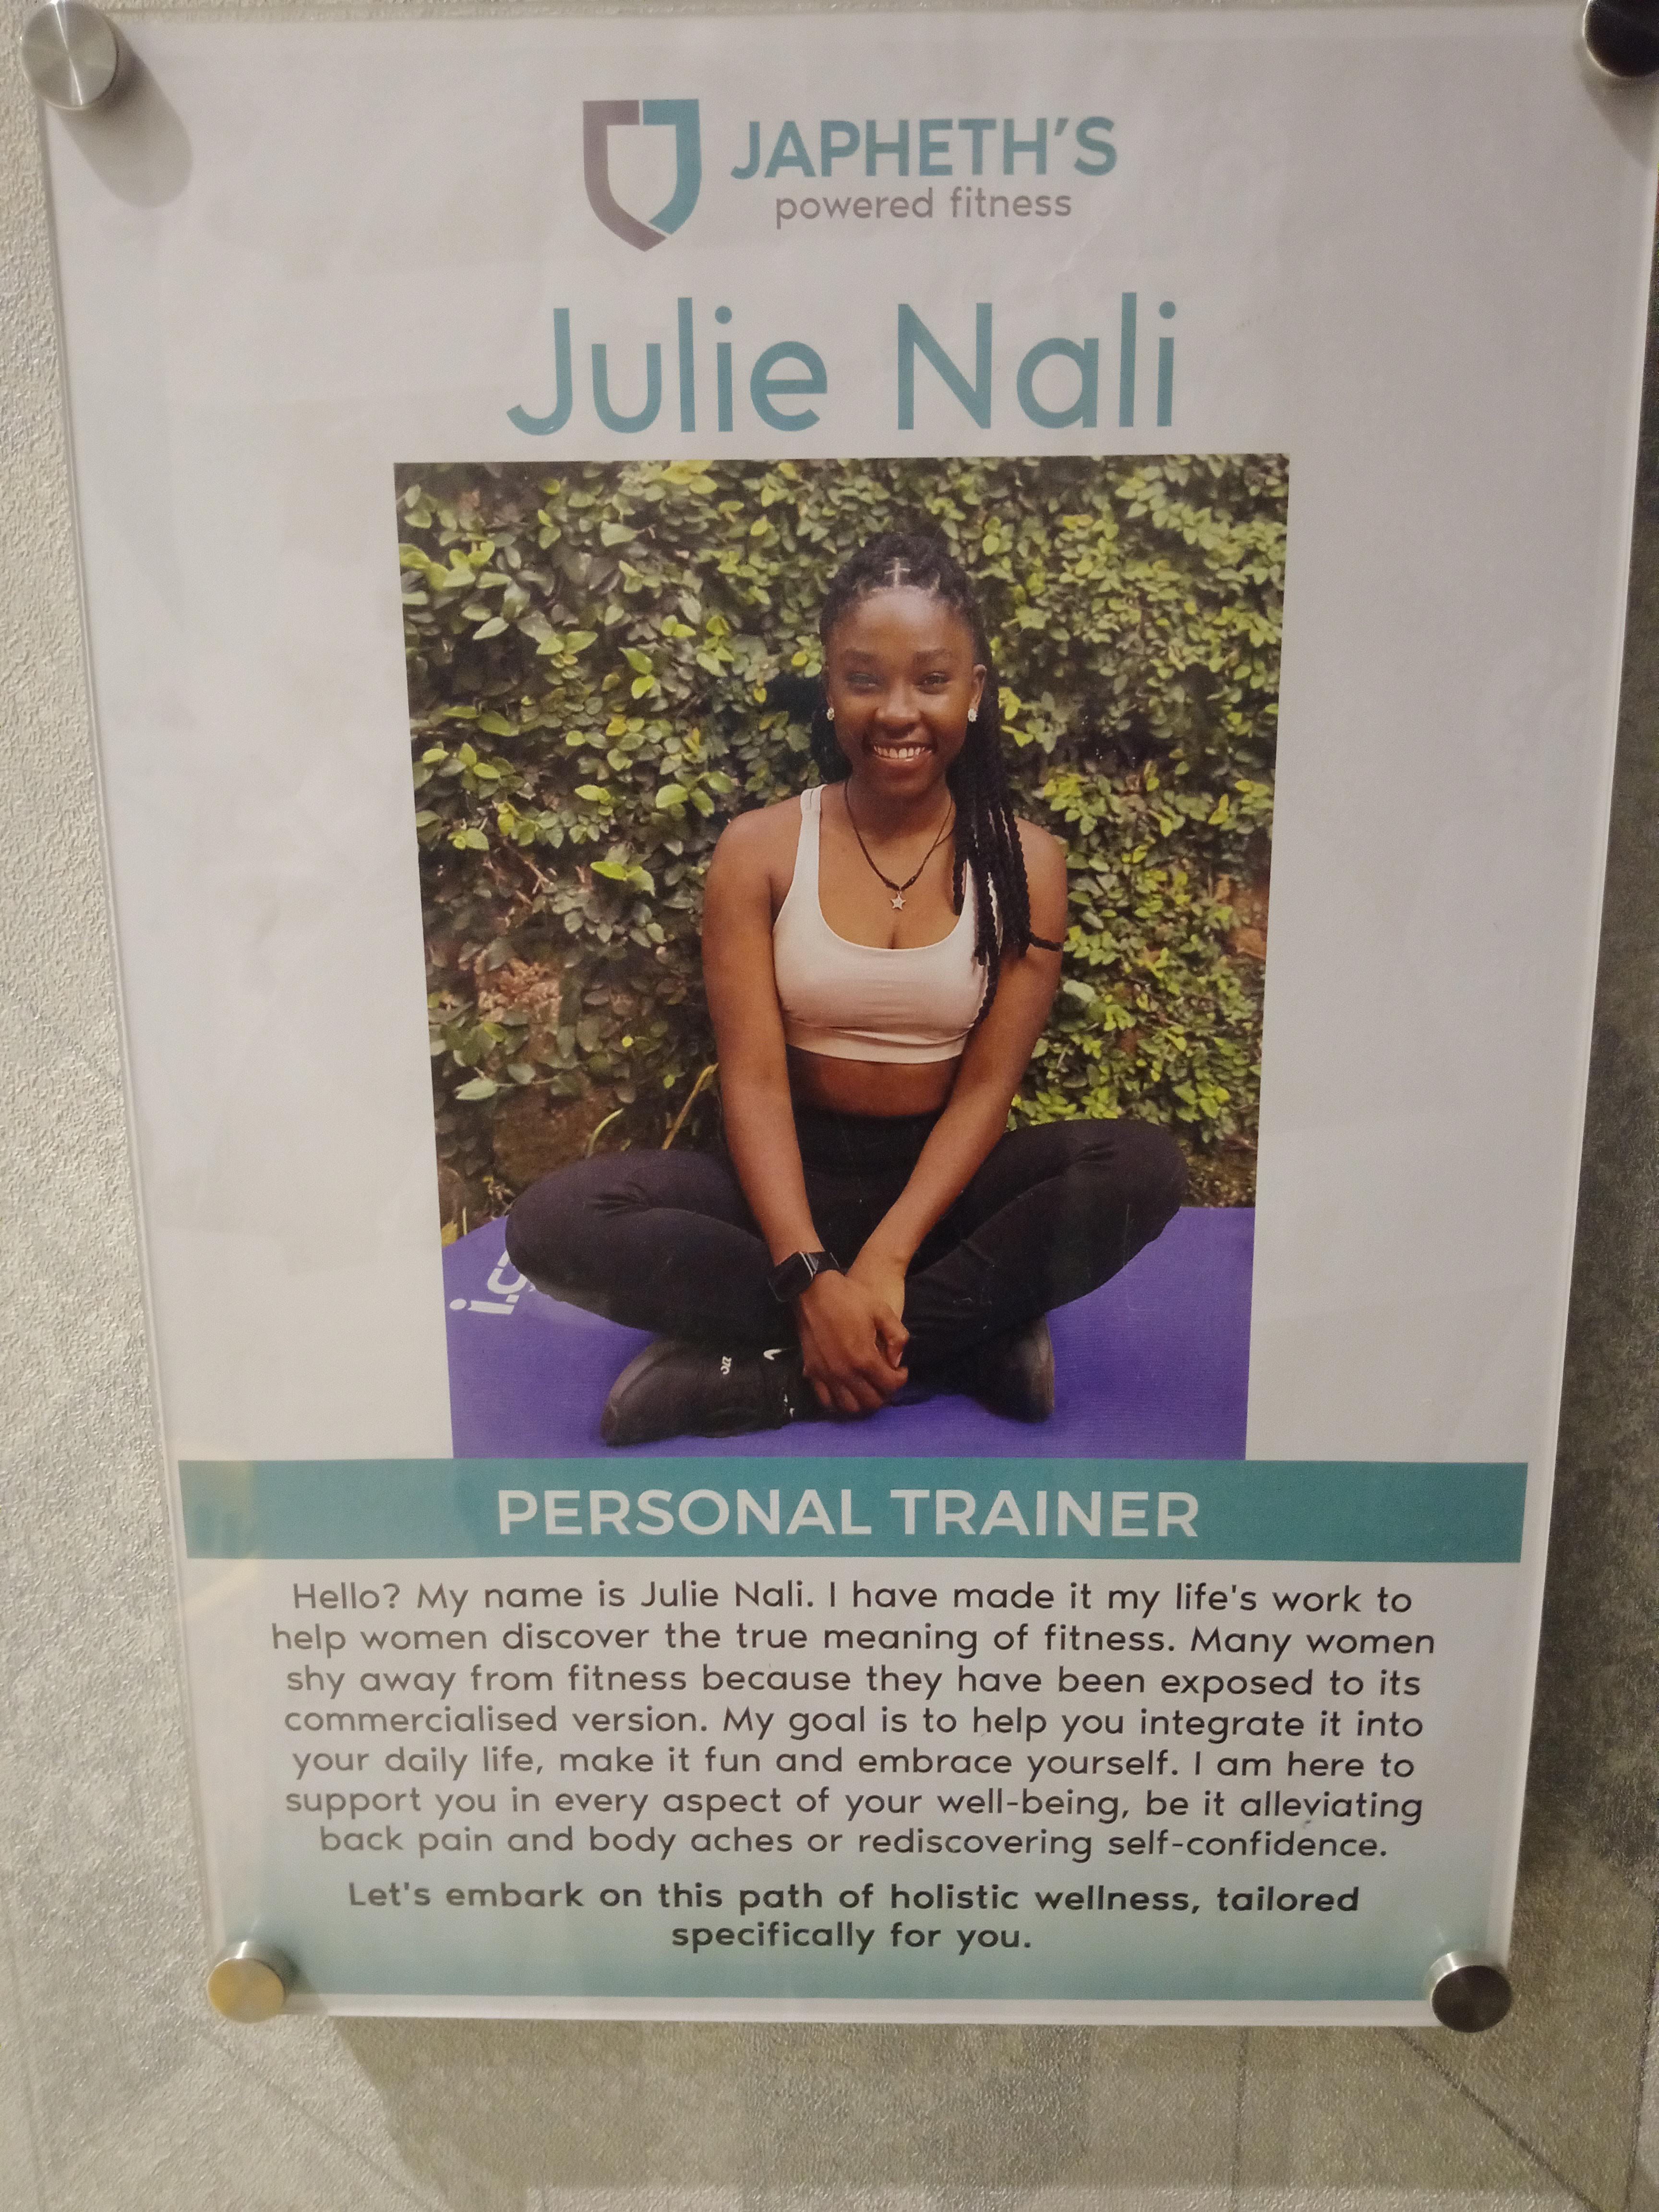 JAPHETH'S
powered fitness
Julie Nali
PERSONAL TRAINER
Hello? My name is Julie Nali. I have made it my life's work to
help women discover the true meaning of fitness. Many women
shy away from fitness because they have been exposed to its
commercialised version. My goal is to help you integrate it into
your daily life, make it fun and embrace yourself. I am here to
support you in every aspect of your well-being, be it alleviating
back pain and body aches or rediscovering self-confidence.
Let's embark on this path of holistic wellness, tailored
specifically for you.